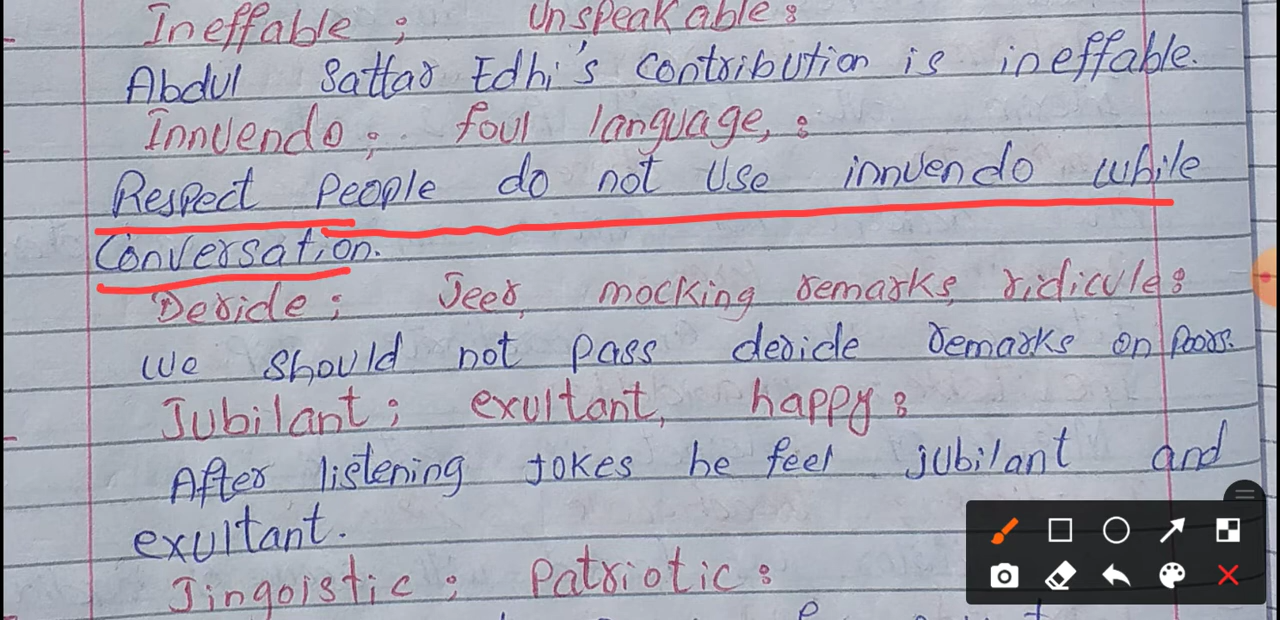 Ineffable ; Unspeakable :
Abdul Sattar Edhi's contribution is ineffable.
Innuendo ; foul language, :
Respect People do not use innuendo while
Conversation.
Deride ; Jeer, mocking remarks, ridicule :
We should not pass deride remarks on poors.
Jubilant ; exultant, happy :
After listening jokes he feel jubilant and
exultant.
Jingoistic ; Patriotic :